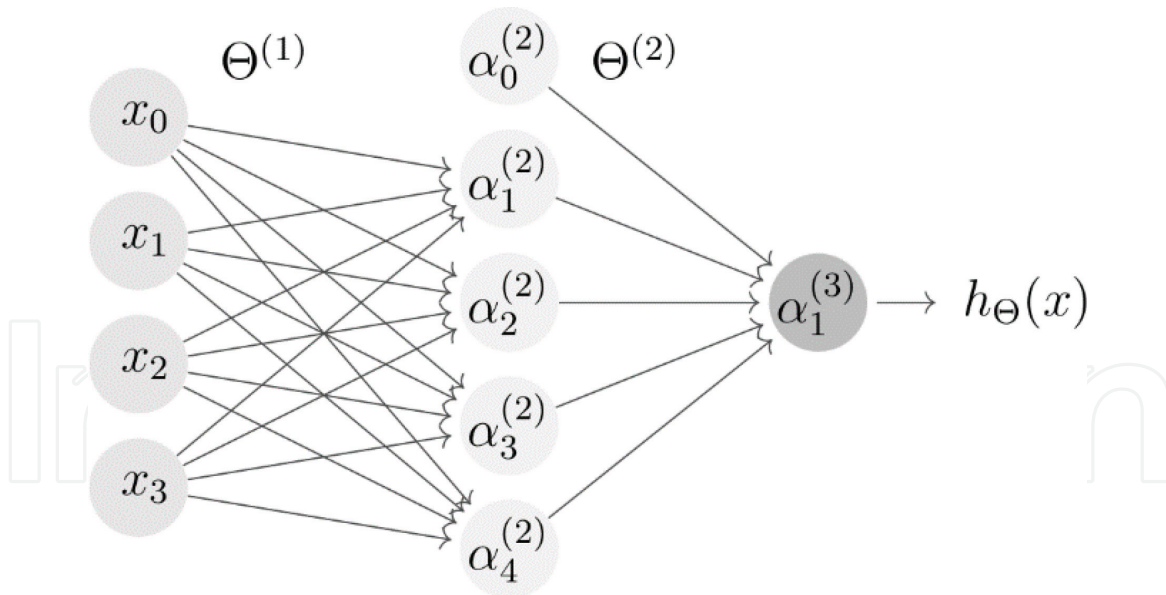 Θ^(1)
Θ^(2)
x_0
x_1
x_2
x_3
α_0^(2)
α_1^(2)
α_2^(2)
α_3^(2)
α_4^(2)
α_1^(3)
h_Θ(x)